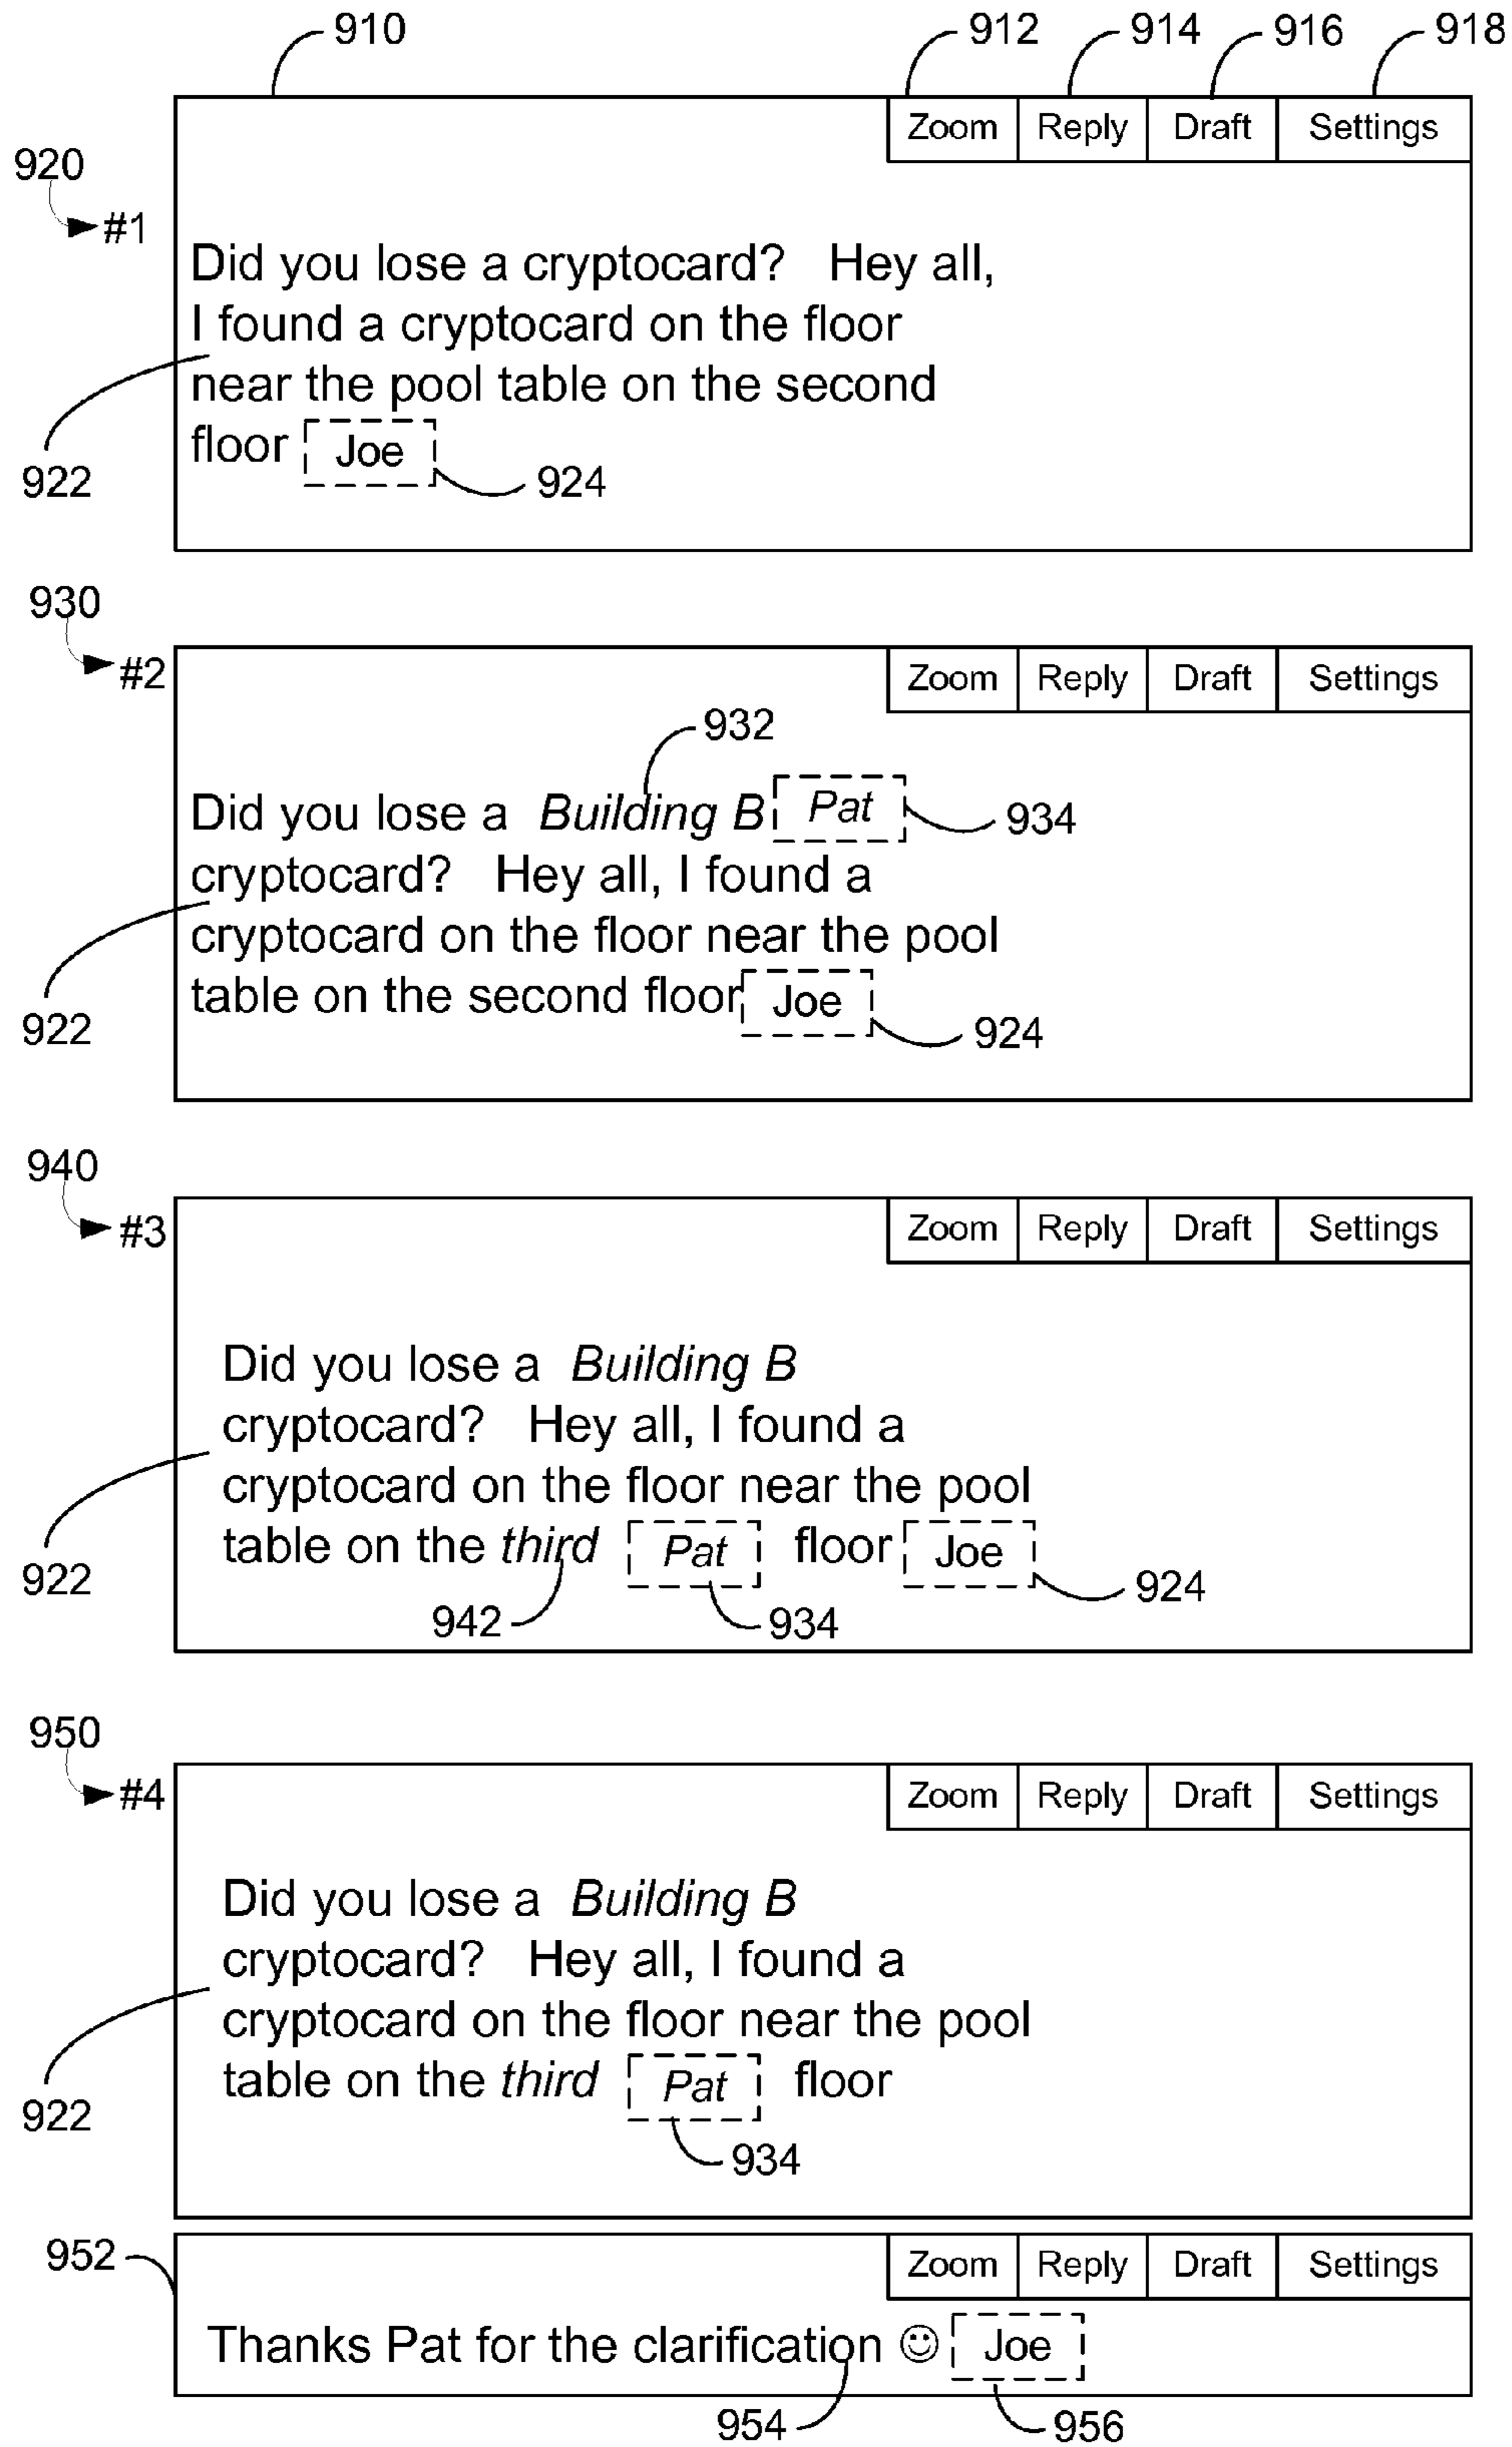 910 912 914 916 918
Zoom Reply Draft Settings
920
#1
Did you lose a cryptocard? Hey all,
I found a cryptocard on the floor
near the pool table on the second
floor Joe
922 924
930
#2
Zoom Reply Draft Settings
932
Did you lose a Building B Pat 934
cryptocard? Hey all, I found a
cryptocard on the floor near the pool
table on the second floor Joe
922 924
940
#3
Zoom Reply Draft Settings
Did you lose a Building B
cryptocard? Hey all, I found a
cryptocard on the floor near the pool
table on the third Pat floor Joe
922 924
942 934
950
#4
Zoom Reply Draft Settings
Did you lose a Building B
cryptocard? Hey all, I found a
cryptocard on the floor near the pool
table on the third Pat floor
922
934
952
Zoom Reply Draft Settings
Thanks Pat for the clarification ☺ Joe
954 956